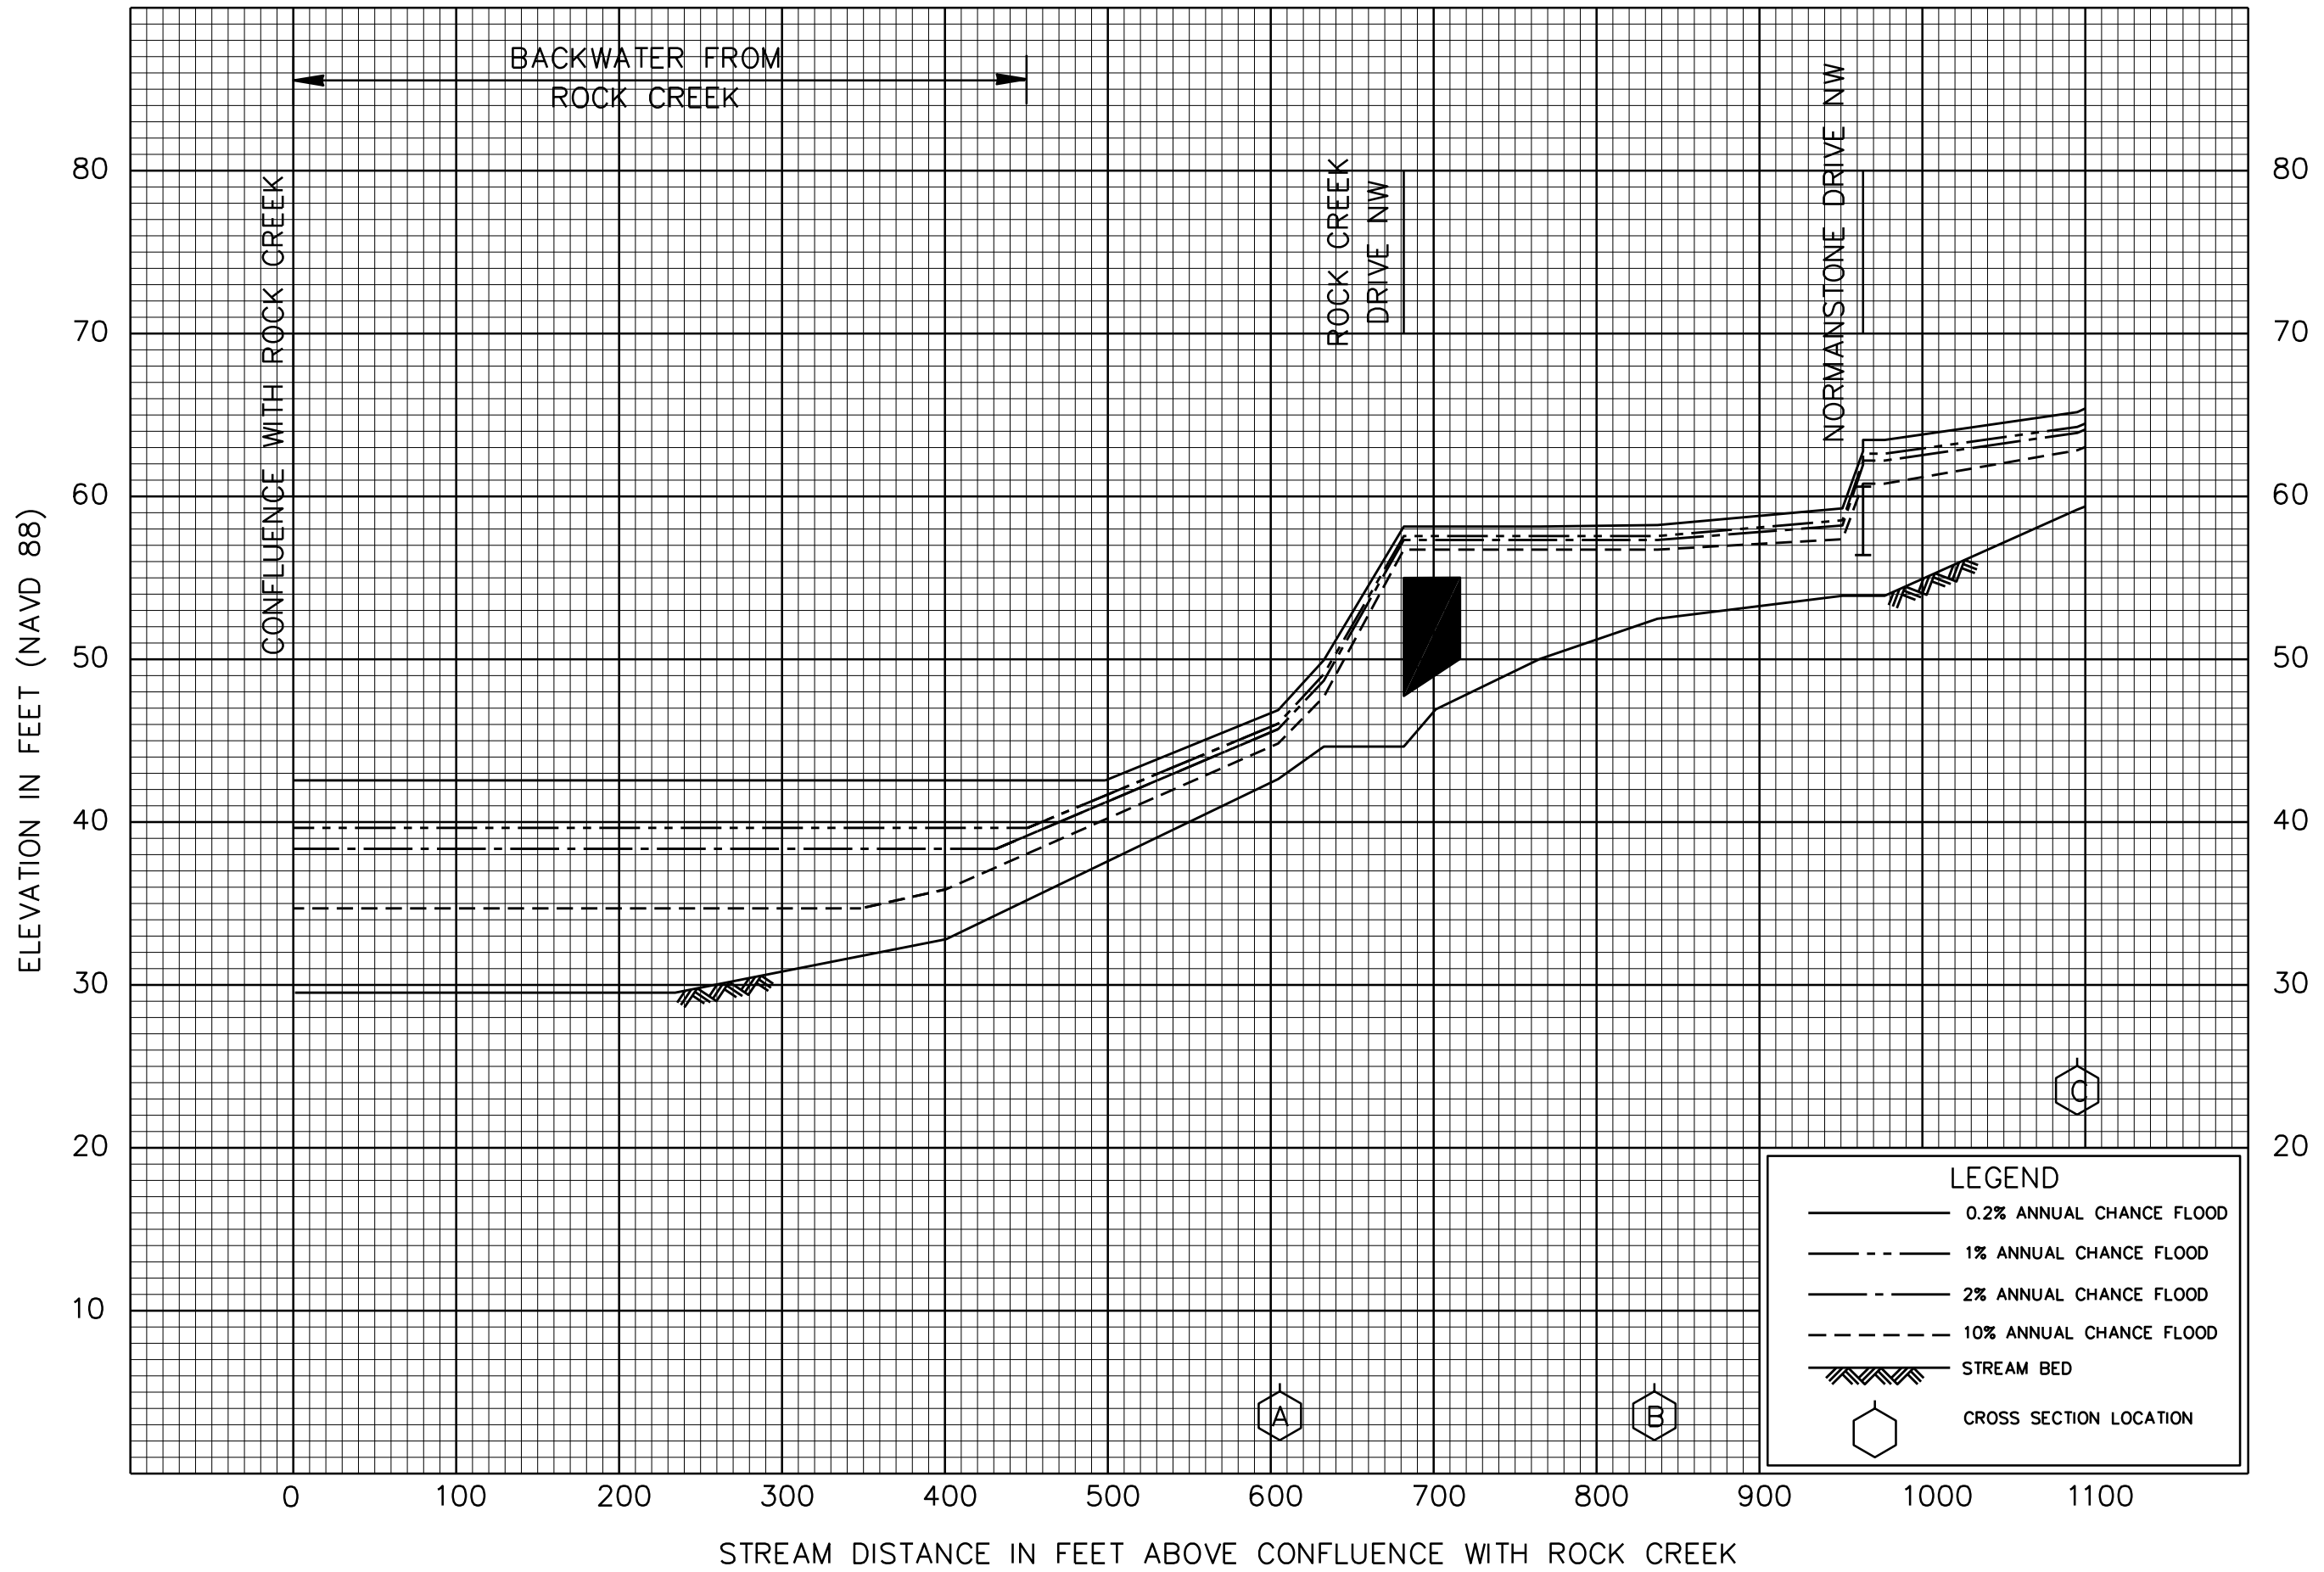 BACKWATER FROM
ROCK CREEK
CONFLUENCE WITH ROCK CREEK
ROCK CREEK
DRIVE NW
NORMANSTONE DRIVE NW
ELEVATION IN FEET (NAVD 88)
80
70
60
50
40
30
20
10
80
70
60
50
40
30
20
C
A
B
LEGEND
0.2% ANNUAL CHANCE FLOOD
1% ANNUAL CHANCE FLOOD
2% ANNUAL CHANCE FLOOD
10% ANNUAL CHANCE FLOOD
STREAM BED
CROSS SECTION LOCATION
0 100 200 300 400 500 600 700 800 900 1000 1100
STREAM DISTANCE IN FEET ABOVE CONFLUENCE WITH ROCK CREEK